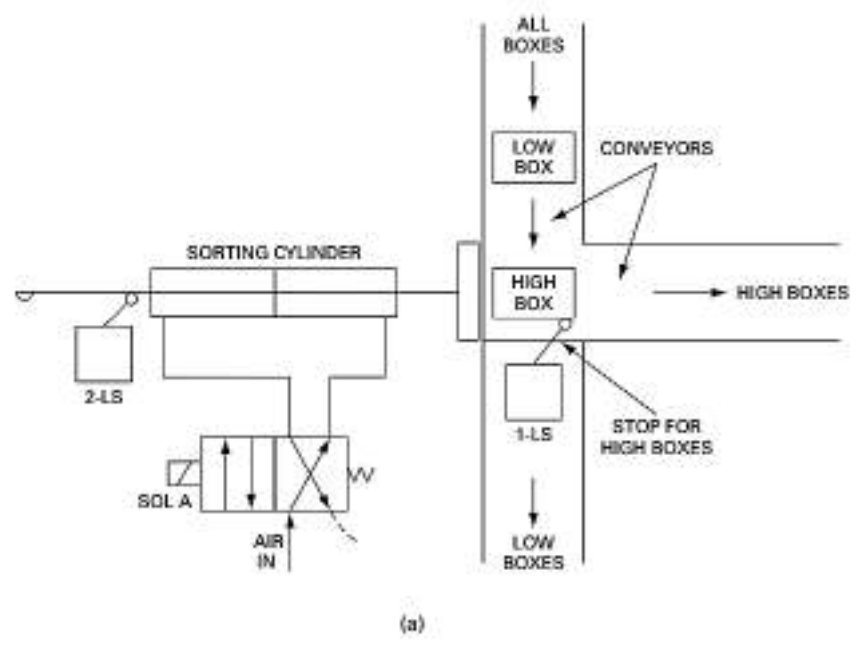 ALL
BOXES
LOW
BOX
CONVEYORS
SORTING CYLINDER
HIGH
BOX
HIGH BOXES
2-LS
1-LS
STOP FOR
HIGH BOXES
SOL A
AIR
IN
LOW
BOXES
(a)